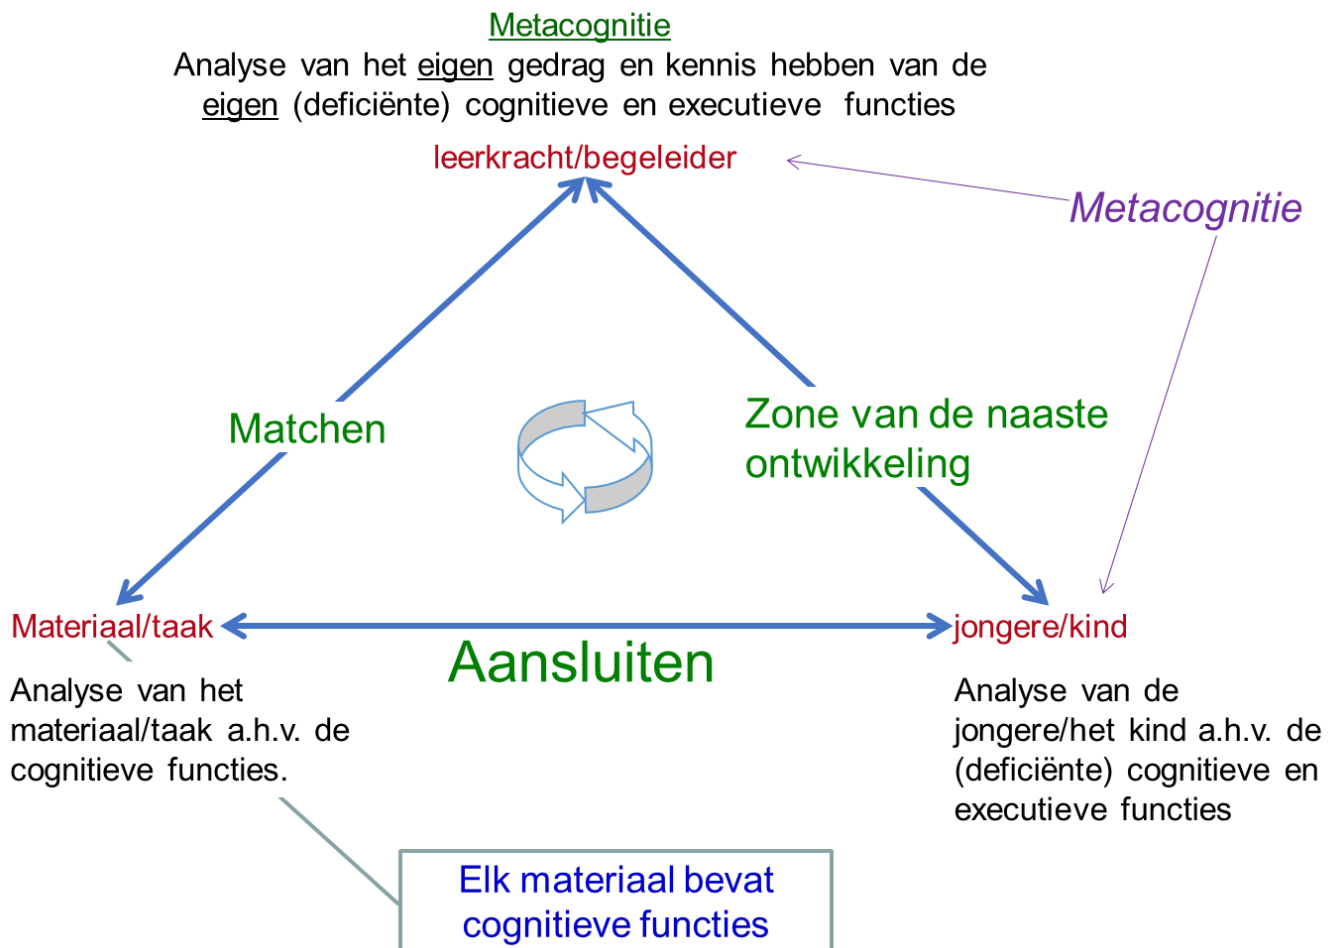 Metacognitie
Analyse van het eigen gedrag en kennis hebben van de
eigen (deficiënte) cognitieve en executieve functies
leerkracht/begeleider
Metacognitie
Matchen
Zone van de naaste
ontwikkeling
Materiaal/taak
jongere/kind
Aansluiten
Analyse van het
materiaal/taak a.h.v. de
cognitieve functies.
Analyse van de
jongere/het kind a.h.v. de
(deficiënte) cognitieve en
executieve functies
Elk materiaal bevat
cognitieve functies